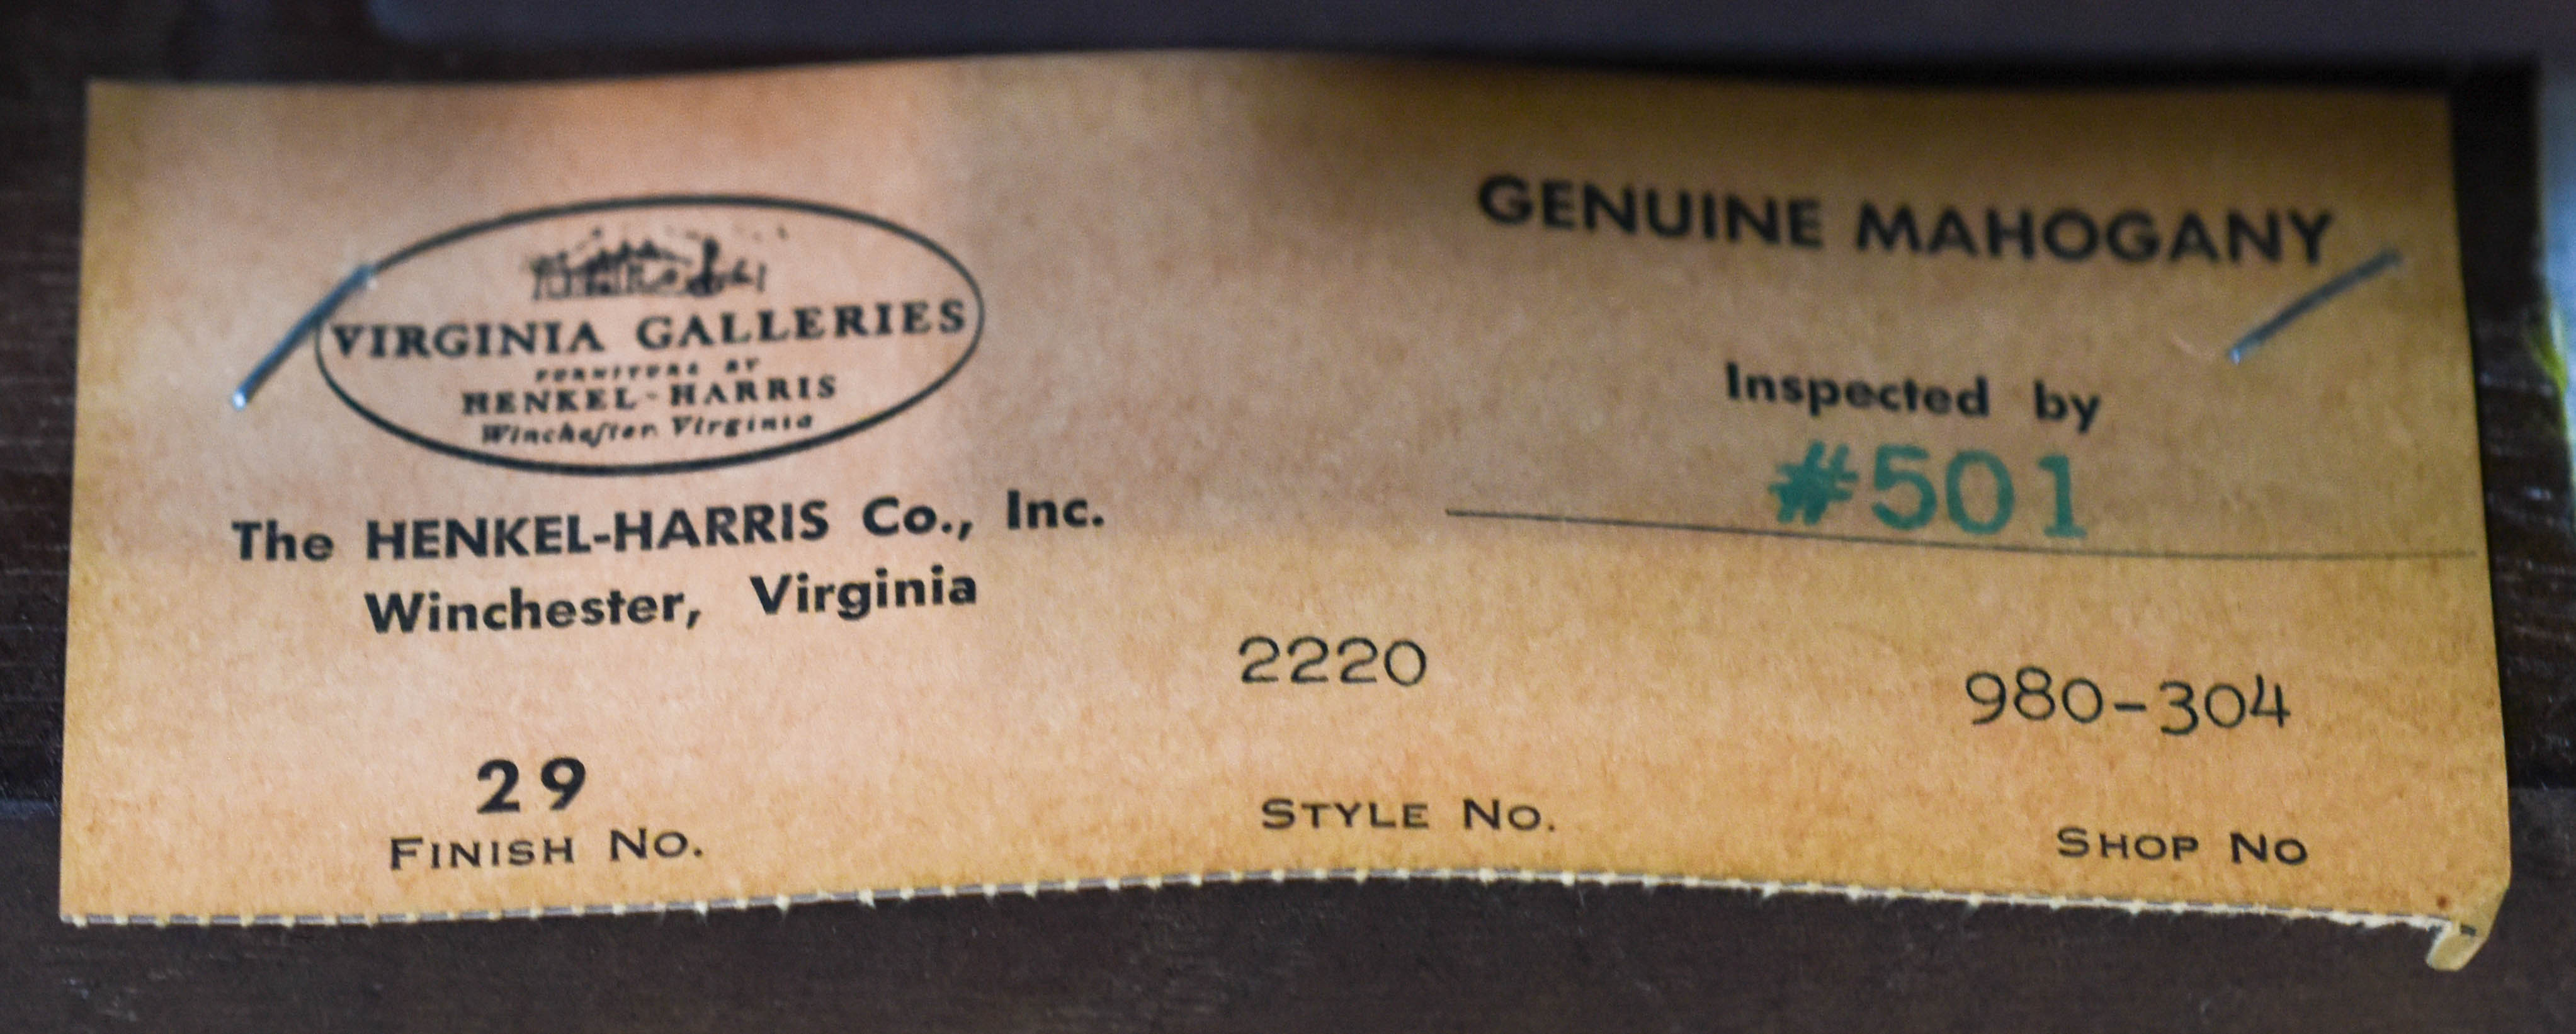 VIRGINIA GALLERIES
FURNITURE BY
HENKEL-HARRIS
Winchester Virginia
The HENKEL-HARRIS Co., Inc.
Winchester, Virginia
GENUINE MAHOGANY
Inspected by
#501
29
FINISH NO.
2220
STYLE NO.
980-304
SHOP NO